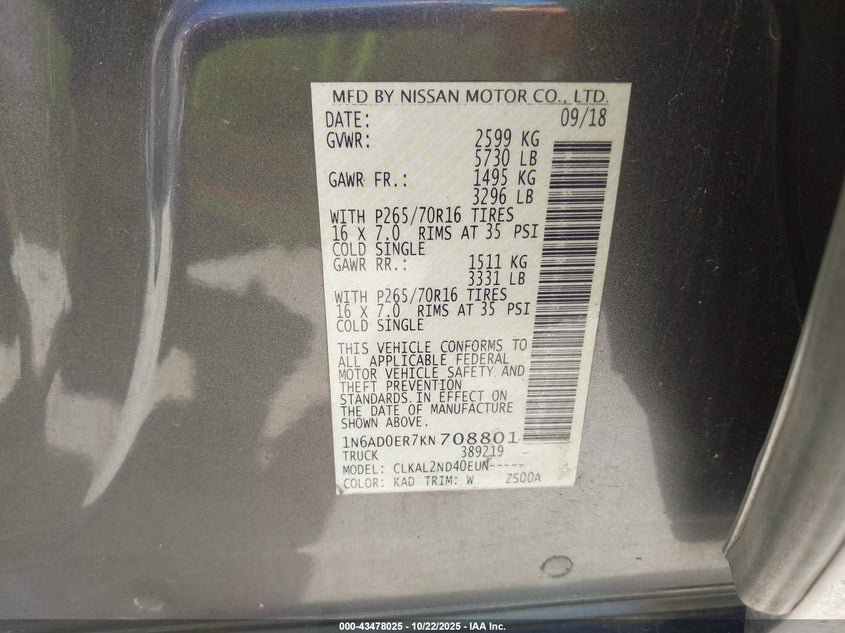 MFD BY NISSAN MOTOR CO., LTD.
DATE: 09/18
GVWR: 2599 KG
5730 LB
GAWR FR.: 1495 KG
3296 LB
WITH P265/70R16 TIRES
16 X 7.0 RIMS AT 35 PSI
COLD SINGLE
GAWR RR.: 1511 KG
3331 LB
WITH P265/70R16 TIRES
16 X 7.0 RIMS AT 35 PSI
COLD SINGLE
THIS VEHICLE CONFORMS TO
ALL APPLICABLE FEDERAL
MOTOR VEHICLE SAFETY AND
THEFT PREVENTION
STANDARDS IN EFFECT ON
THE DATE OF MANUFACTURE
SHOWN ABOVE.
1N6AD0ER7KN708801
TRUCK 389219
MODEL: CLKAL2ND40EUN-----
COLOR: KAD TRIM: W ZS00A
000-43478025 • 10/22/2025 • IAA Inc.